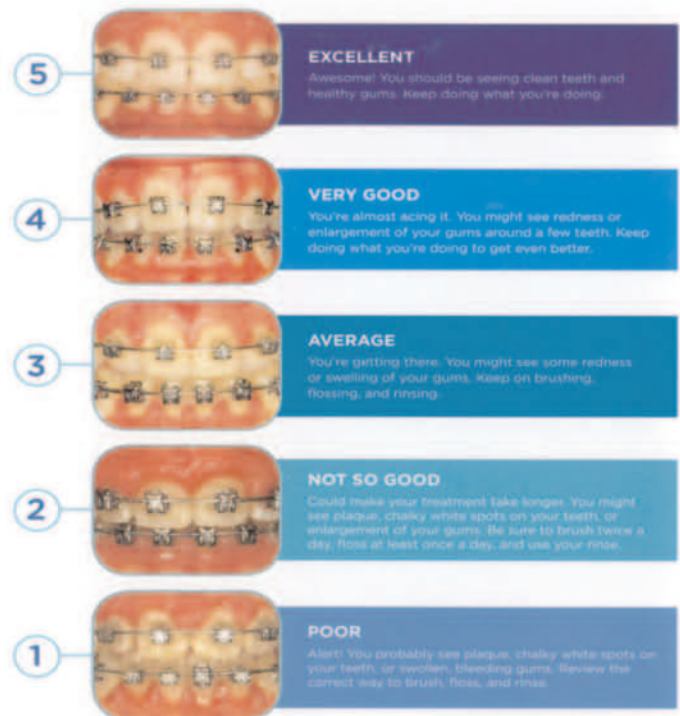 5
EXCELLENT
Awesome! You should be seeing clean teeth and
healthy gums. Keep doing what you're doing.
4
VERY GOOD
You're almost acing it. You might see redness or
enlargement of your gums around a few teeth. Keep
doing what you're doing to get even better.
3
AVERAGE
You're getting there. You might see some redness
or swelling of your gums. Keep on brushing,
flossing, and rinsing.
2
NOT SO GOOD
Could make your treatment take longer. You might
see plaque, chalky white spots on your teeth, or
enlargement of your gums. Be sure to brush twice a
day, floss at least once a day, and use your rinse.
1
POOR
Alert! You probably see plaque, chalky white spots on
your teeth, or swollen, bleeding gums. Review the
correct way to brush, floss, and rinse.